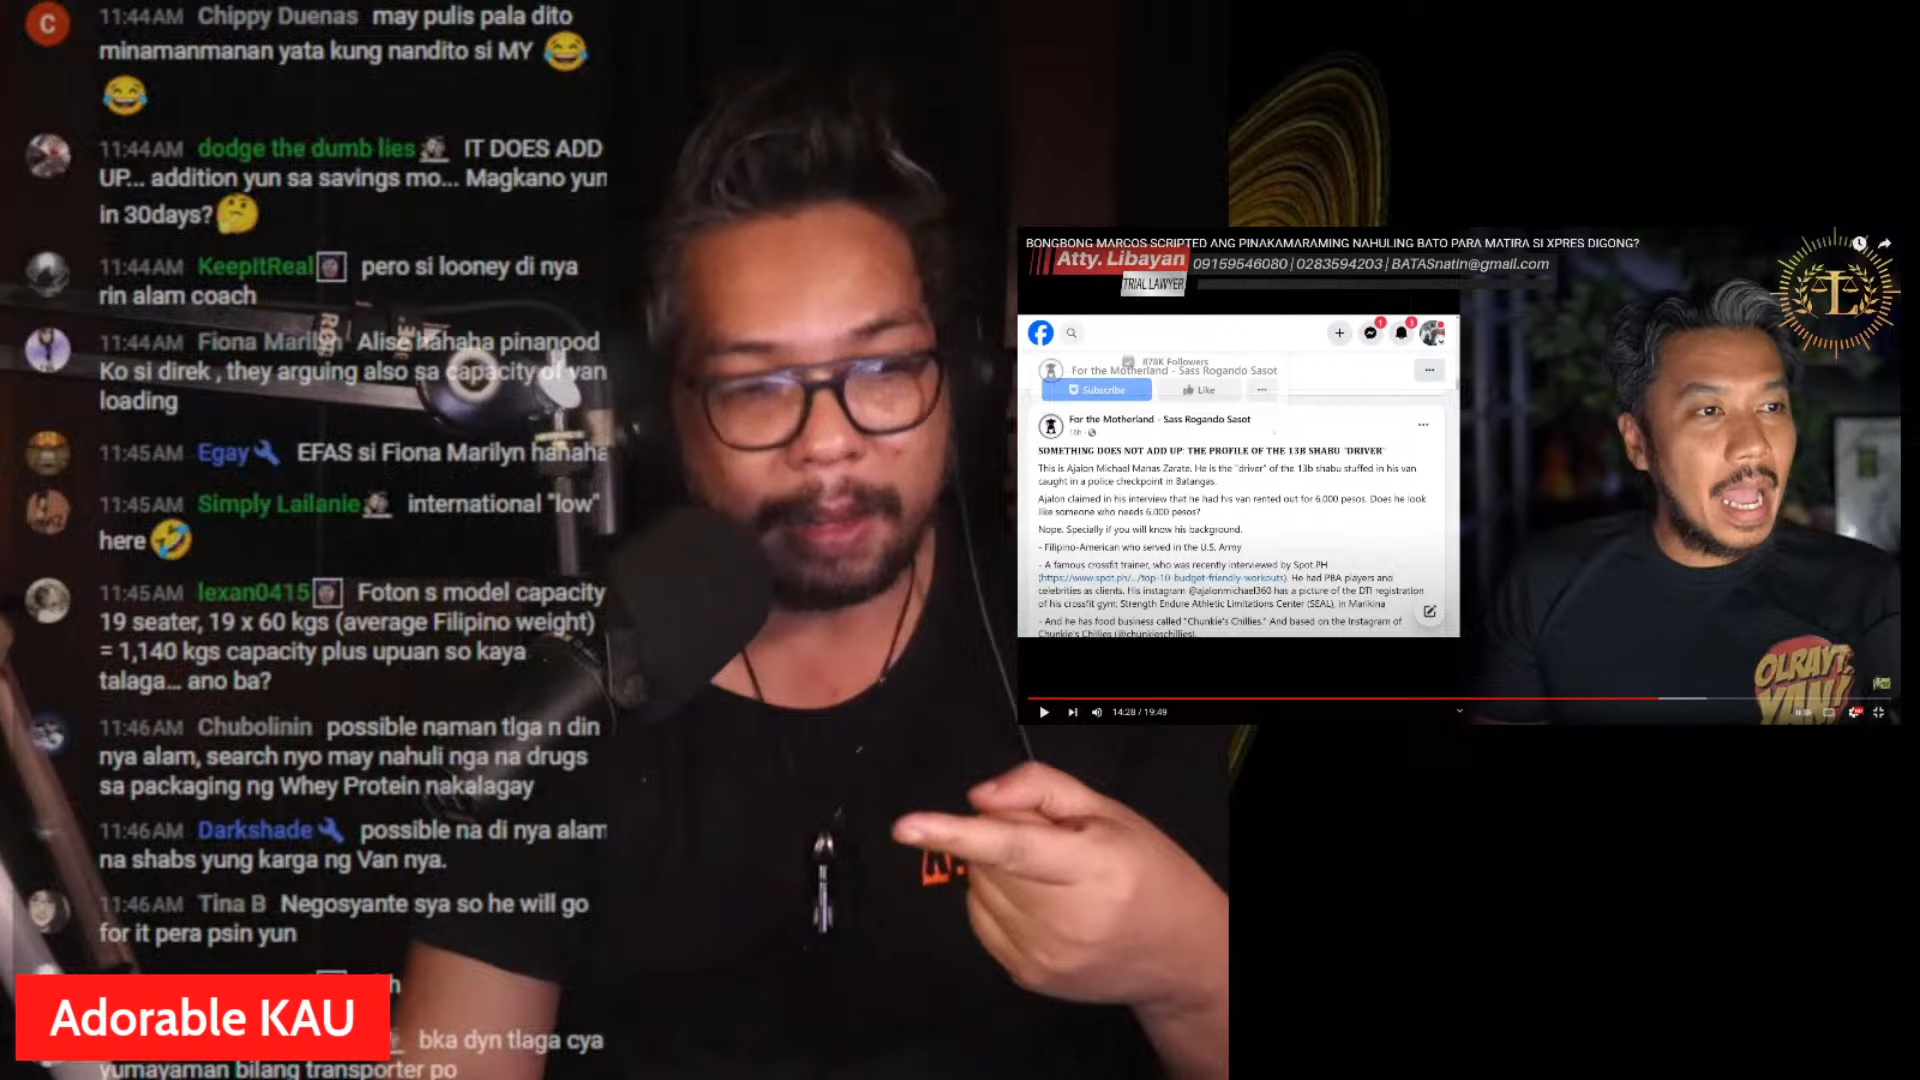 C
11:44 AM Chippy Duenas may pulis pala dito
minamanmanan yata kung nandito si MY
11:44 AM dodge the dumb lies IT DOES ADD
UP... addition yun sa savings mo... Magkano yun
in 30days?
11:44 AM KeepItReal pero si looney di nya
rin alam coach
11:44 AM Fiona Marilyn Alise hahaha pinanood
Ko si direk , they arguing also sa capacity of van
loading
11:45 AM Egay EFAS si Fiona Marilyn hahaha
11:45 AM Simply Lailanie international "low"
here
11:45 AM lexan0415 Foton s model capacity
19 seater, 19 x 60 kgs (average Filipino weight)
= 1,140 kgs capacity plus upuan so kaya
talaga... ano ba?
11:46 AM Chubolinin possible naman tlga n din
nya alam, search nyo may nahuli nga na drugs
sa packaging ng Whey Protein nakalagay
11:46 AM Darkshade possible na di nya alam
na shabs yung karga ng Van nya.
11:46 AM Tina B Negosyante sya so he will go
for it pera psin yun
bka dyn tlaga cya
yumayaman bilang transporter po
Adorable KAU
BONGBONG MARCOS SCRIPTED ANG PINAKAMARAMING NAHULING BATO PARA MATIRA SI XPRES DIGONG?
Atty. Libayan 09159546080 | 0283594203 | BATASnatin@gmail.com
TRIAL LAWYER
L
1
3
878K Followers
For the Motherland - Sass Rogando Sasot
Subscribe Like
For the Motherland - Sass Rogando Sasot
18h
SOMETHING DOES NOT ADD UP: THE PROFILE OF THE 13B SHABU "DRIVER"
This is Ajalon Michael Manas Zarate. He is the "driver" of the 13b shabu stuffed in his van
caught in a police checkpoint in Batangas.
Ajalon claimed in his interview that he had his van rented out for 6.000 pesos. Does he look
like someone who needs 6.000 pesos?
Nope. Specially if you will know his background.
- Filipino-American who served in the U.S. Army
- A famous crossfit trainer, who was recently interviewed by Spot.PH
(https://www.spot.ph/.../top-10-budget-friendly-workouts). He had PBA players and
celebrities as clients. His instagram @ajalonmichael360 has a picture of the DTI registration
of his crossfit gym: Strength Endure Athletic Limitations Center (SEAL), in Marikina
- And he has food business called "Chunkie's Chillies." And based on the Instagram of
Chunkie's Chillies (@chunkieschillies),
OLRAYT,
YAN!
14:28 / 19:49